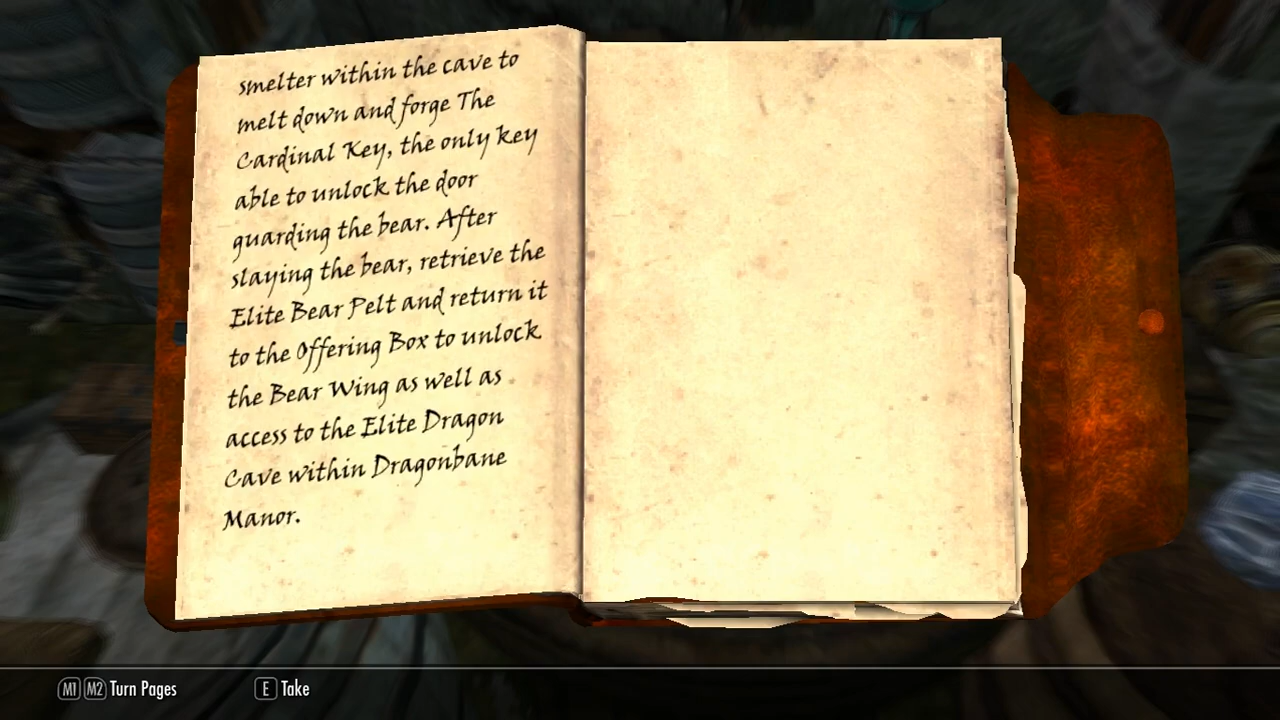 smelter within the cave to
melt down and forge The
Cardinal Key, the only key
able to unlock the door
guarding the bear. After
slaying the bear, retrieve the
Elite Bear Pelt and return it
to the Offering Box to unlock
the Bear Wing as well as
access to the Elite Dragon
Cave within Dragonbane
Manor.
M1 M2 Turn Pages
E Take